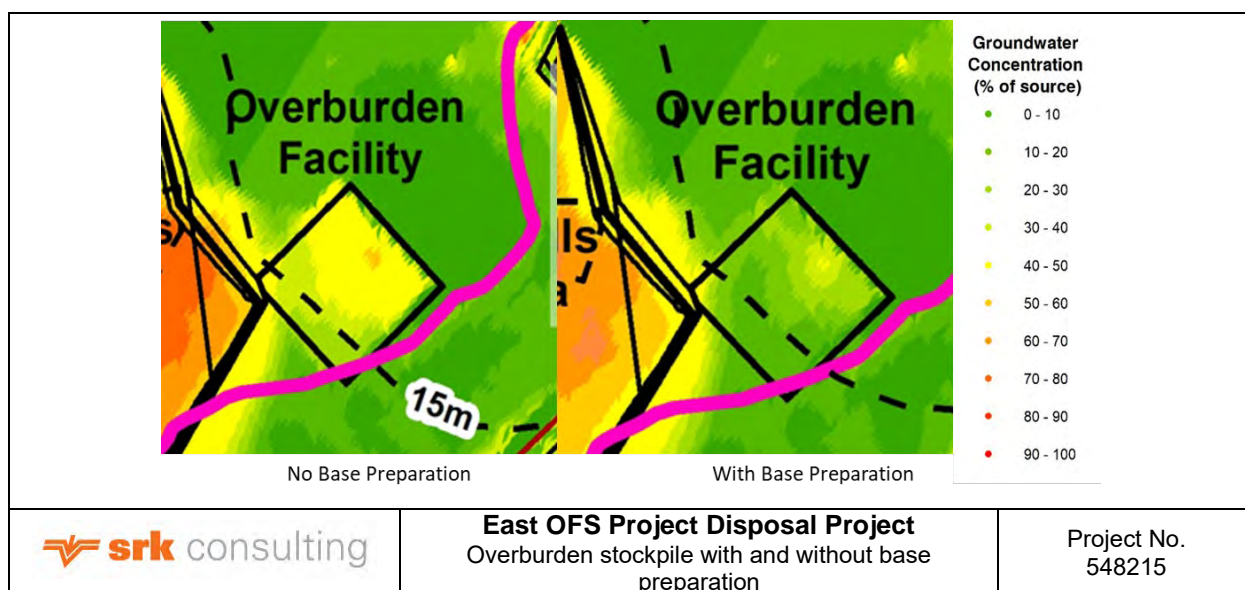 Overburden
Facility
s/
15m
No Base Preparation
Overburden
Facility
lls
a
With Base Preparation
Groundwater
Concentration
(% of source)
0 - 10
10 - 20
20 - 30
30 - 40
40 - 50
50 - 60
60 - 70
70 - 80
80 - 90
90 - 100
srk consulting
East OFS Project Disposal Project
Overburden stockpile with and without base
preparation
Project No.
548215